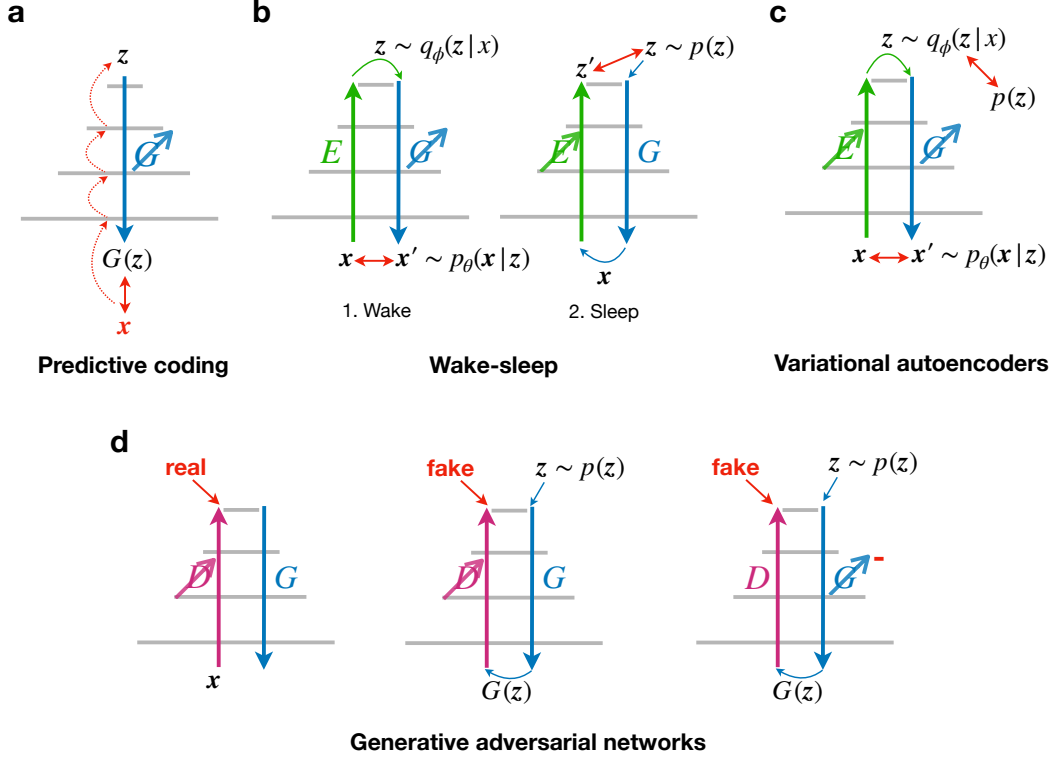 a
z
G
G(z)
x
Predictive coding
b
z ∼ qϕ(z | x)
E
G
x
x′ ∼ pθ(x | z)
1. Wake
z′
z ∼ p(z)
E
G
x
2. Sleep
Wake-sleep
c
z ∼ qϕ(z | x)
p(z)
E
G
x
x′ ∼ pθ(x | z)
Variational autoencoders
d
real
D
G
x
fake
z ∼ p(z)
D
G
G(z)
fake
z ∼ p(z)
D
G
-
G(z)
Generative adversarial networks